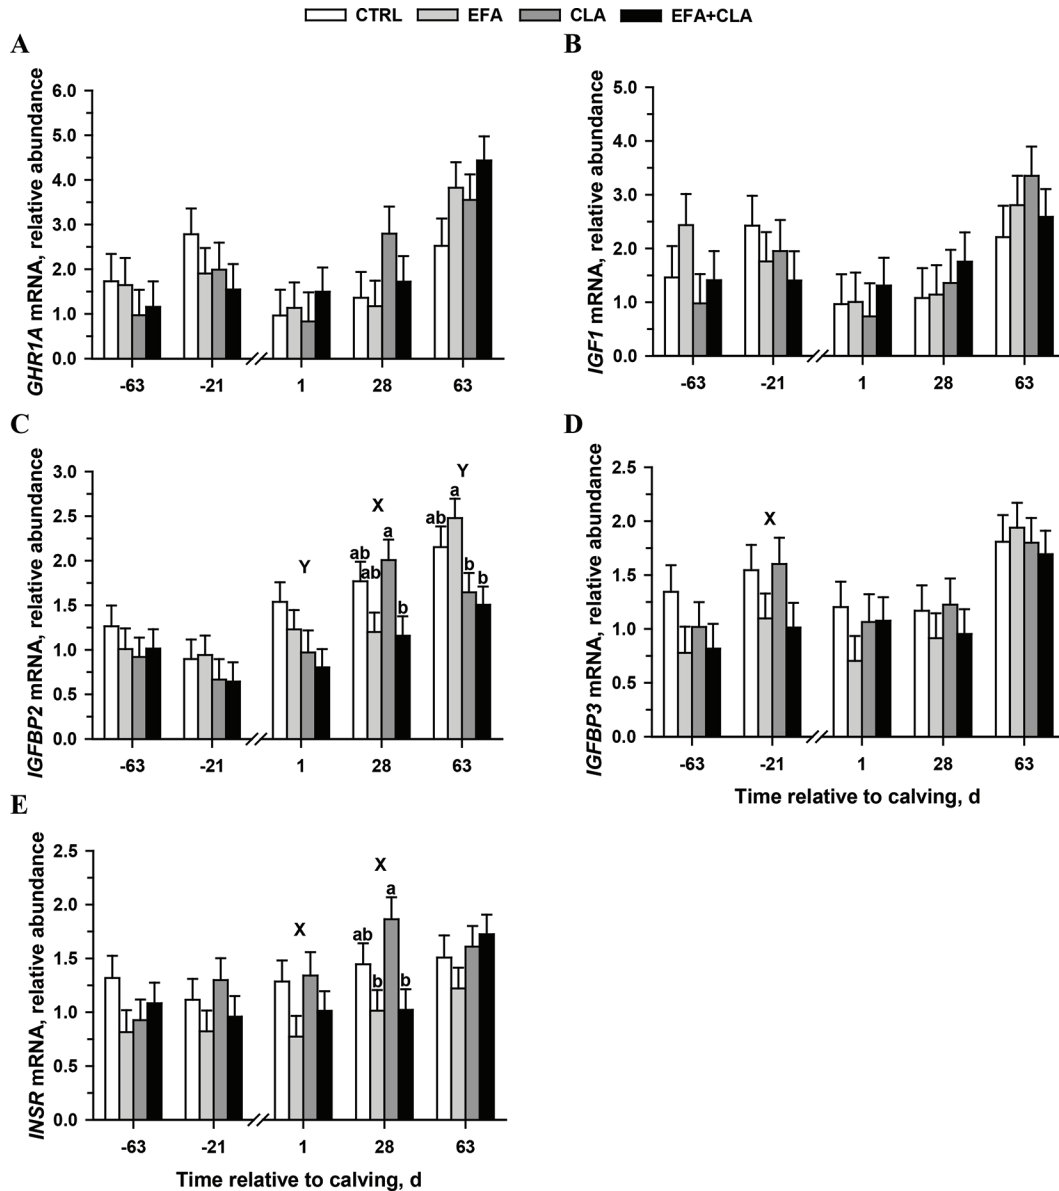 CTRL EFA CLA EFA+CLA
A
GHR1A mRNA, relative abundance
6.0
5.0
4.0
3.0
2.0
1.0
0.0
-63 -21 1 28 63
B
IGF1 mRNA, relative abundance
5.0
4.0
3.0
2.0
1.0
0.0
-63 -21 1 28 63
C
IGFBP2 mRNA, relative abundance
3.0
2.5
2.0
1.5
1.0
0.5
0.0
Y
X
Y
ab ab a b
ab a b b
-63 -21 1 28 63
D
IGFBP3 mRNA, relative abundance
2.5
2.0
1.5
1.0
0.5
0.0
X
-63 -21 1 28 63
Time relative to calving, d
E
INSR mRNA, relative abundance
2.5
2.0
1.5
1.0
0.5
0.0
X
X
ab b a b
-63 -21 1 28 63
Time relative to calving, d